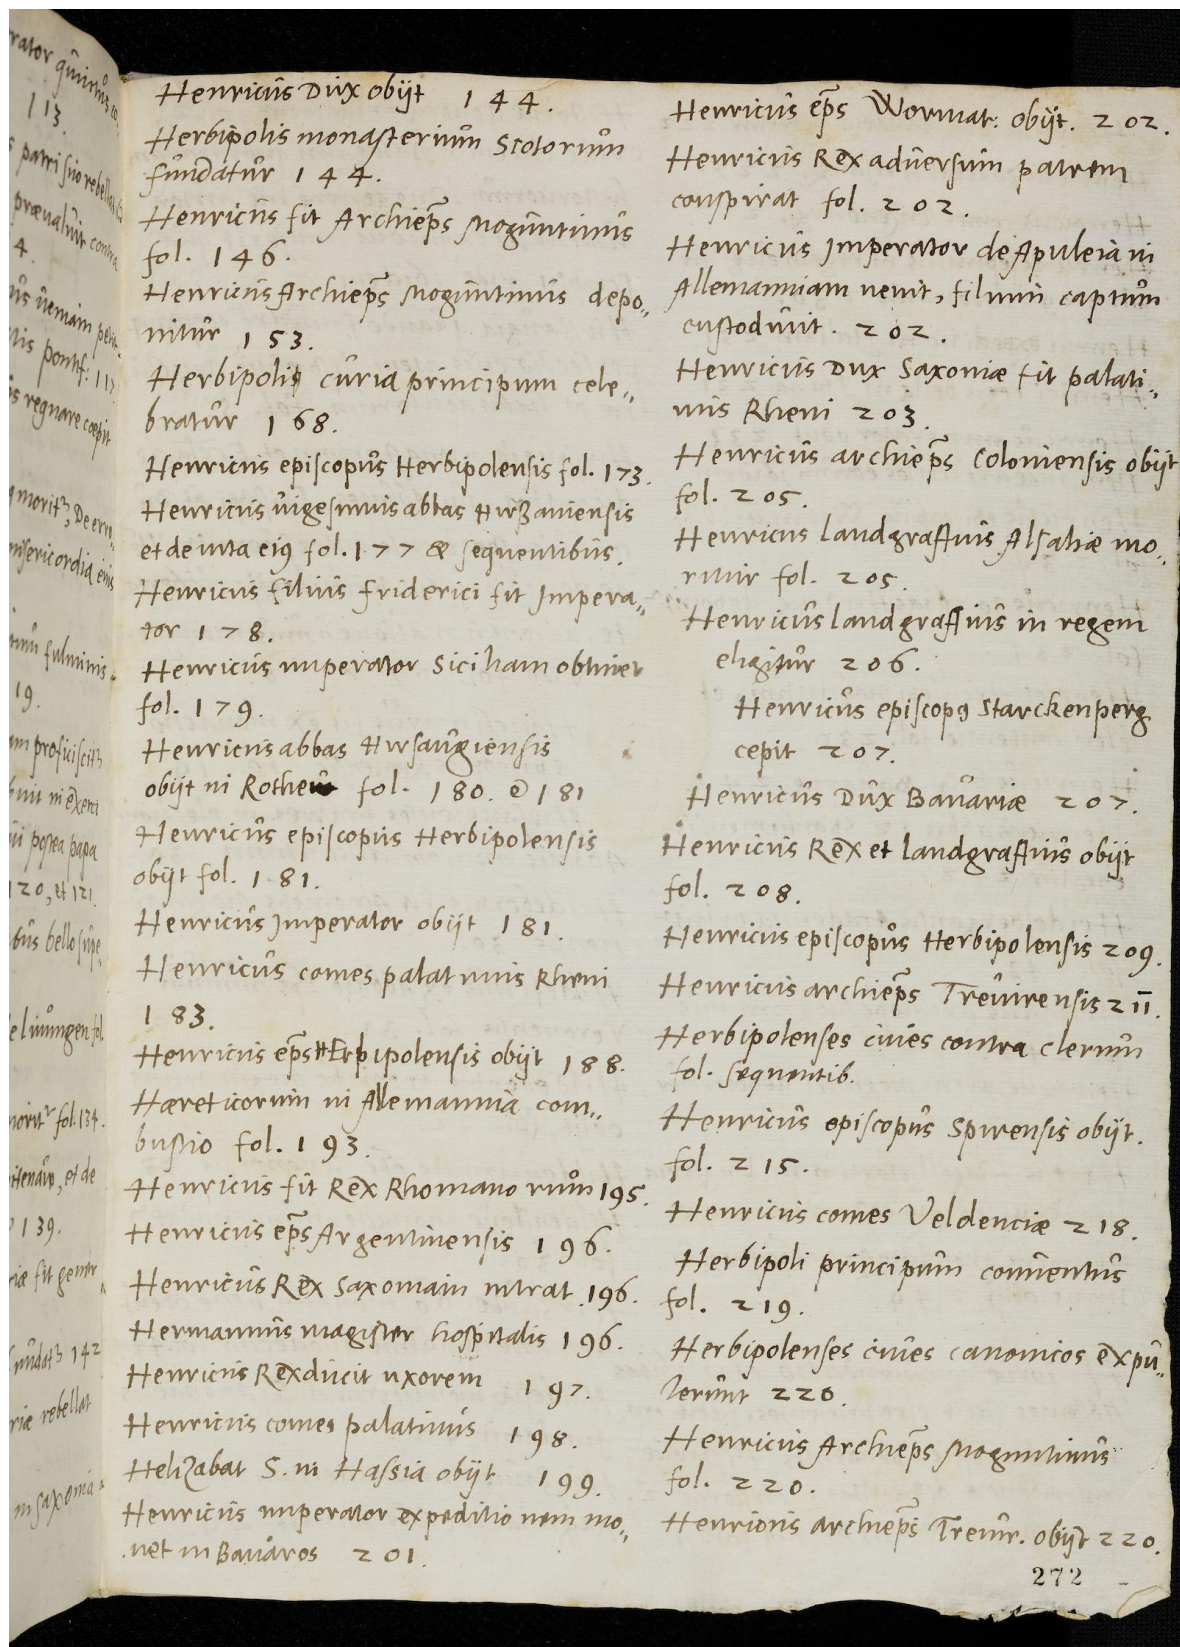 Henricus Dux obijt 144.
Herbipolis monasterium Scotorum
fundatur 144.
Henricus fit Archieps Moguntinus
fol. 146.
Henricus Archieps Moguntinus depo„
nitur 153.
Herbipoli curia principum cele„
bratur 168.
Henricus episcopus Herbipolensis fol. 173.
Henricus vigesimus abbas Hirzaniensis
et de uita eiq fol. 177 & sequentibus.
Henricus filius friderici fit Impera„
tor 178.
Henricus imperator Siciliam obtinet
fol. 179.
Henricus abbas Hirsaugiensis
obijt in fol. 180. & 181
Henricus episcopus Herbipolensis
obijt fol. 181.
Henricus Imperator obijt 181.
Henricus comes palatinus Rheni
183.
Henricus eps Herbipolensis obijt 188.
Hæreticorum in Allemannia com„
bustio fol. 193.
Henricus fit Rex Rhomanorum 195.
Henricus eps Argentinensis 196.
Henricus Rex Saxoniam intrat 196.
Hermannus magister hospitalis 196.
Henricus Rex ducit uxorem 197.
Henricus comes palatinus 198.
Helizabat S. in Hassia obijt 199.
Henricus imperator expeditionem mo„
uet in Bauaros 201.
Henricus eps Wormat: obijt. 202.
Henricus Rex aduersum patrem
conspirat fol. 202.
Henricus Imperator de Apuleia in
Allemanniam uenit, filium captum
custodiuit. 202.
Henricus Dux Saxoniæ fit palati„
nus Rheni 203.
Henricus archieps Coloniensis obijt
fol. 205.
Henricus landgraffius Alsatiæ mo„
ritur fol. 205.
Henricus landgraffius in regem
eligitur 206.
Henricus episcopq Starckenperg
cepit 207.
Henricus Dux Bauariæ 207.
Henricus Rex et landgraffius obijt
fol. 208.
Henricus episcopus Herbipolensis 209.
Henricus archieps Treuirensis 211.
Herbipolenses ciues contra clerum
fol. sequentib.
Henricus episcopus Spirensis obijt.
fol. 215.
Henricus comes Veldenciæ 218.
Herbipoli principum conuentus
fol. 219.
Herbipolenses ciues canonicos expu„
lerunt 220.
Henricus Archieps Moguntinus
fol. 220.
Henricus archieps Treuir. obijt 220.
272